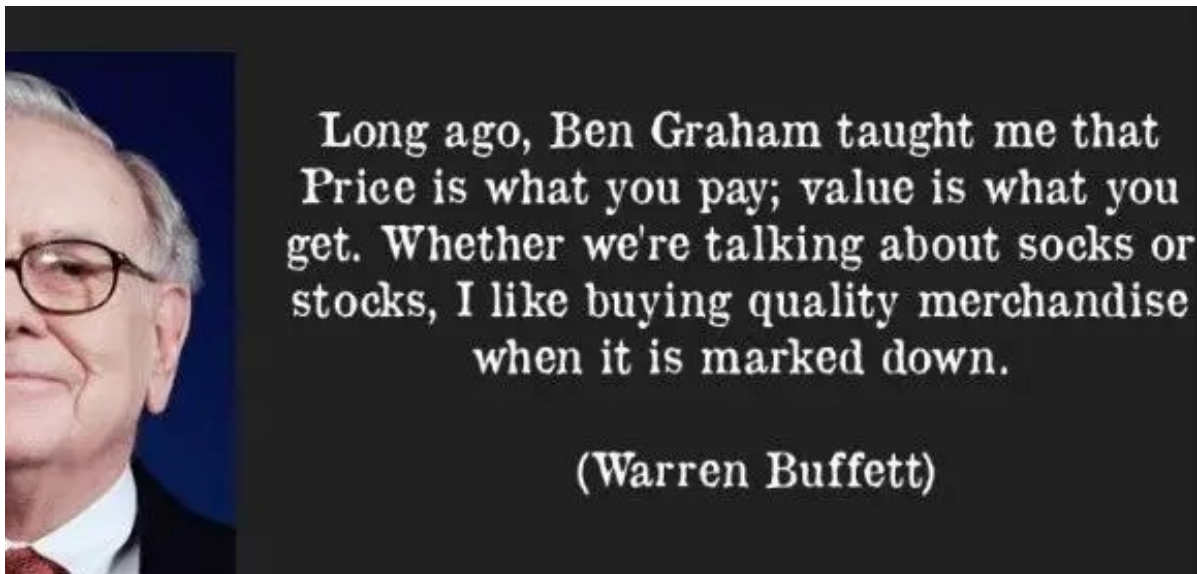 Long ago, Ben Graham taught me that
Price is what you pay; value is what you
get. Whether we're talking about socks or
stocks, I like buying quality merchandise
when it is marked down.
(Warren Buffett)